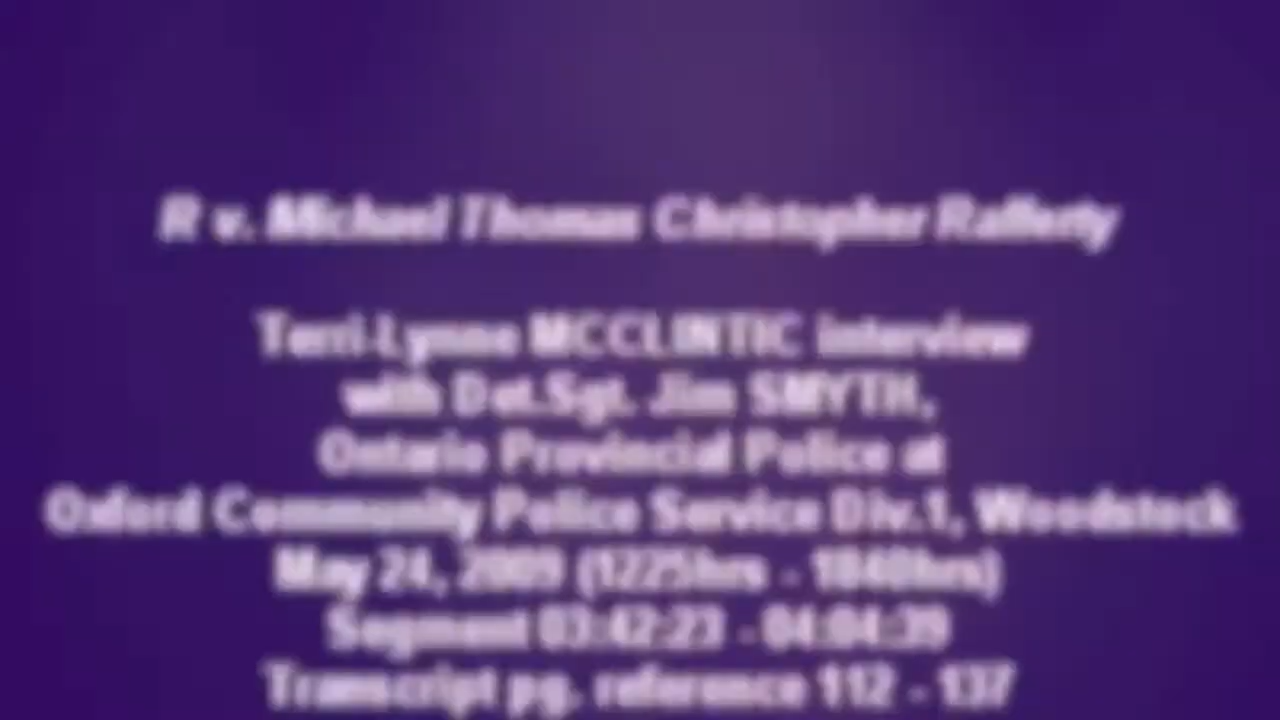 R v. Michael Thomas Christopher Rafferty
Terri-Lynne MCCLINTIC interview
with Det.Sgt. Jim SMYTH,
Ontario Provincial Police at
Oxford Community Police Service Div.1, Woodstock
May 24, 2009 (1225hrs - 1840hrs)
Segment 03:42:23 - 04:04:39
Transcript pg. reference 112 - 137